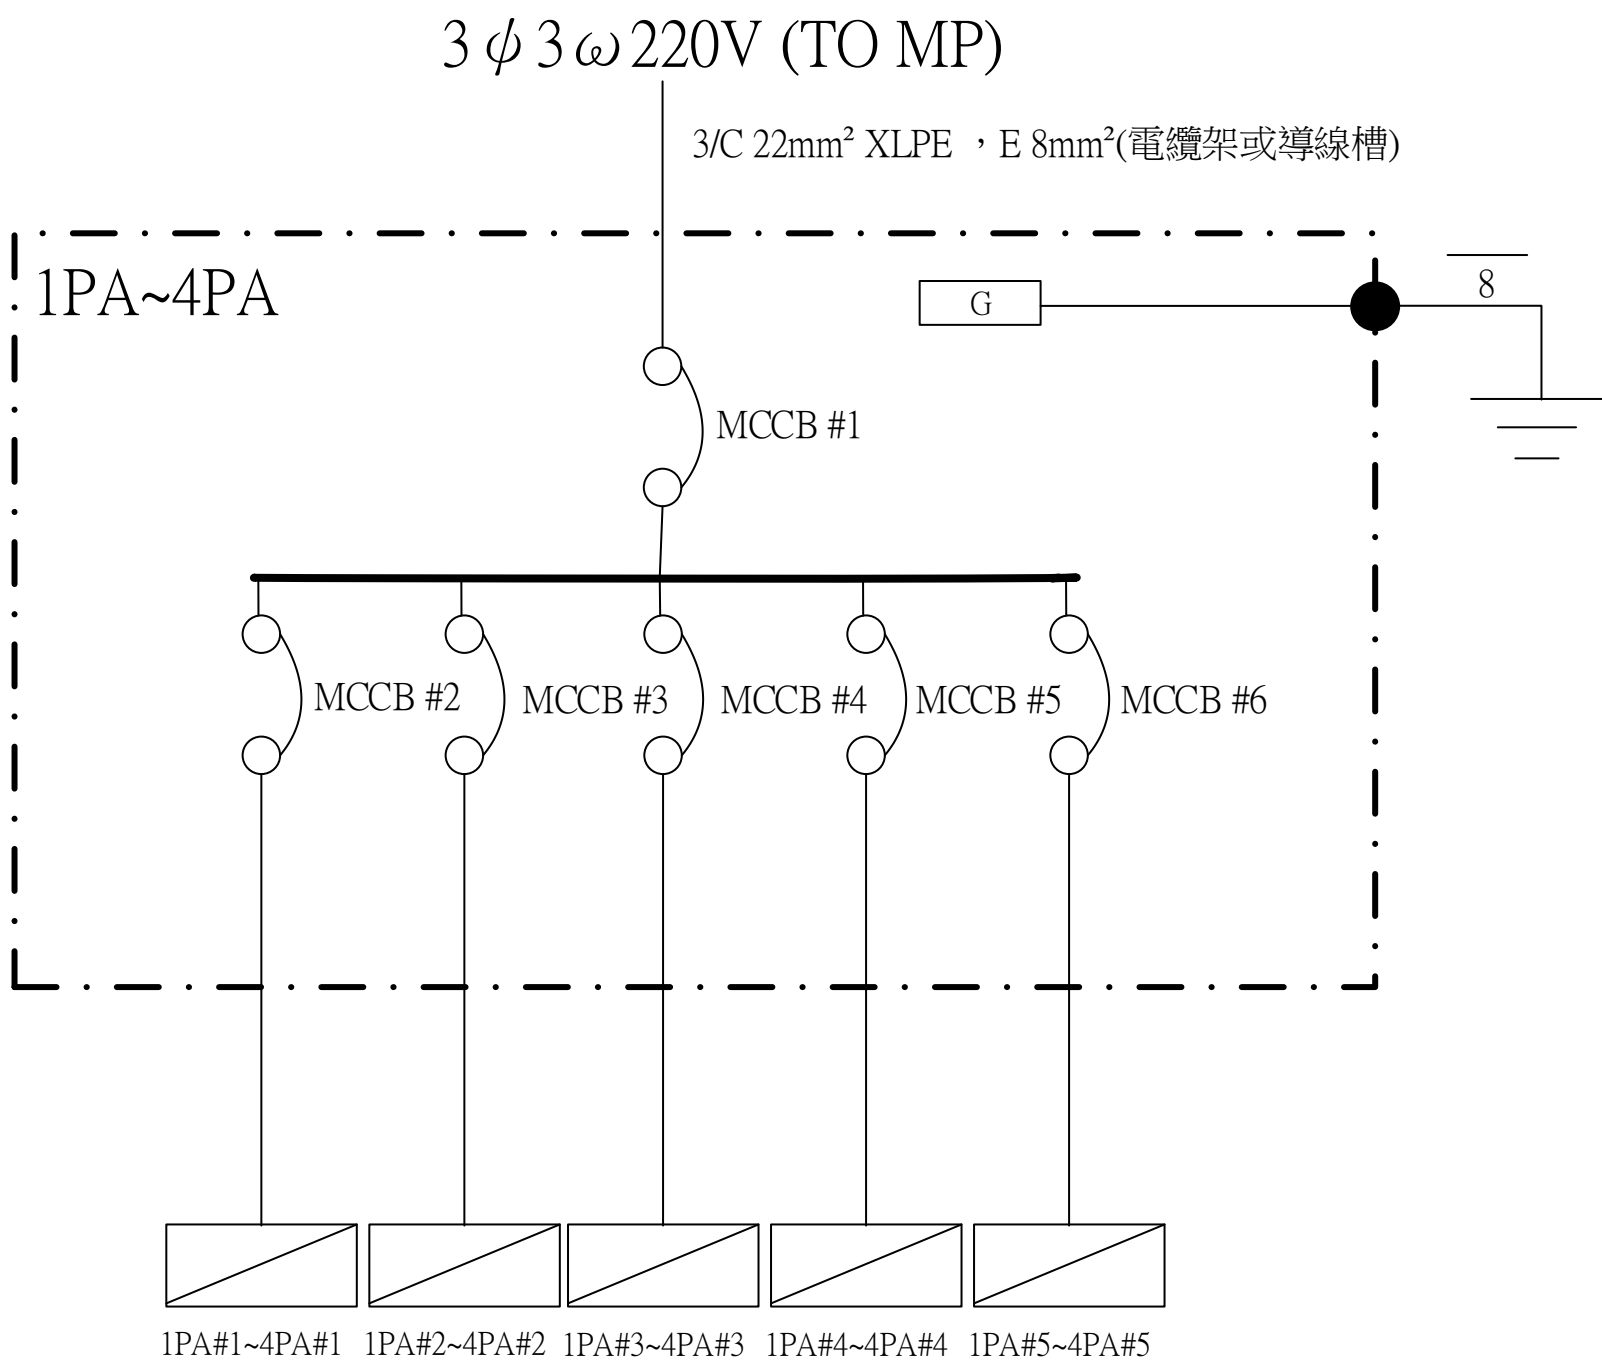 3ψ3ω220V (TO MP)
3/C 22mm² XLPE ，E 8mm²(電纜架或導線槽)
1PA~4PA
G
8
MCCB #1
MCCB #2
MCCB #3
MCCB #4
MCCB #5
MCCB #6
1PA#1~4PA#1
1PA#2~4PA#2
1PA#3~4PA#3
1PA#4~4PA#4
1PA#5~4PA#5